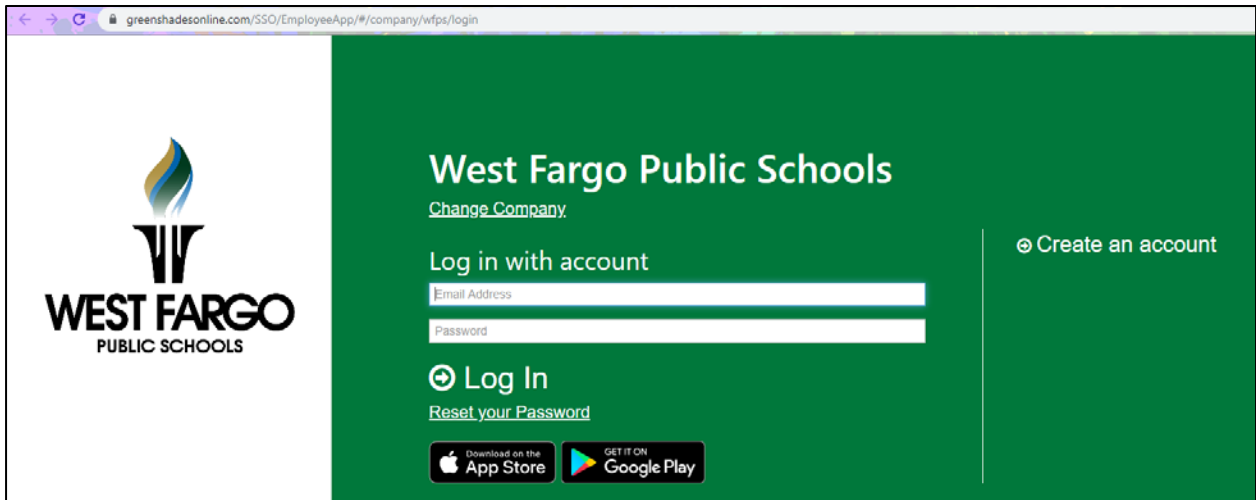 greenshadesonline.com/SSO/EmployeeApp/#/company/wfps/login
WEST FARGO
PUBLIC SCHOOLS
West Fargo Public Schools
Change Company
Log in with account
Email Address
Password
Log In
Reset your Password
Download on the
App Store
GET IT ON
Google Play
Create an account